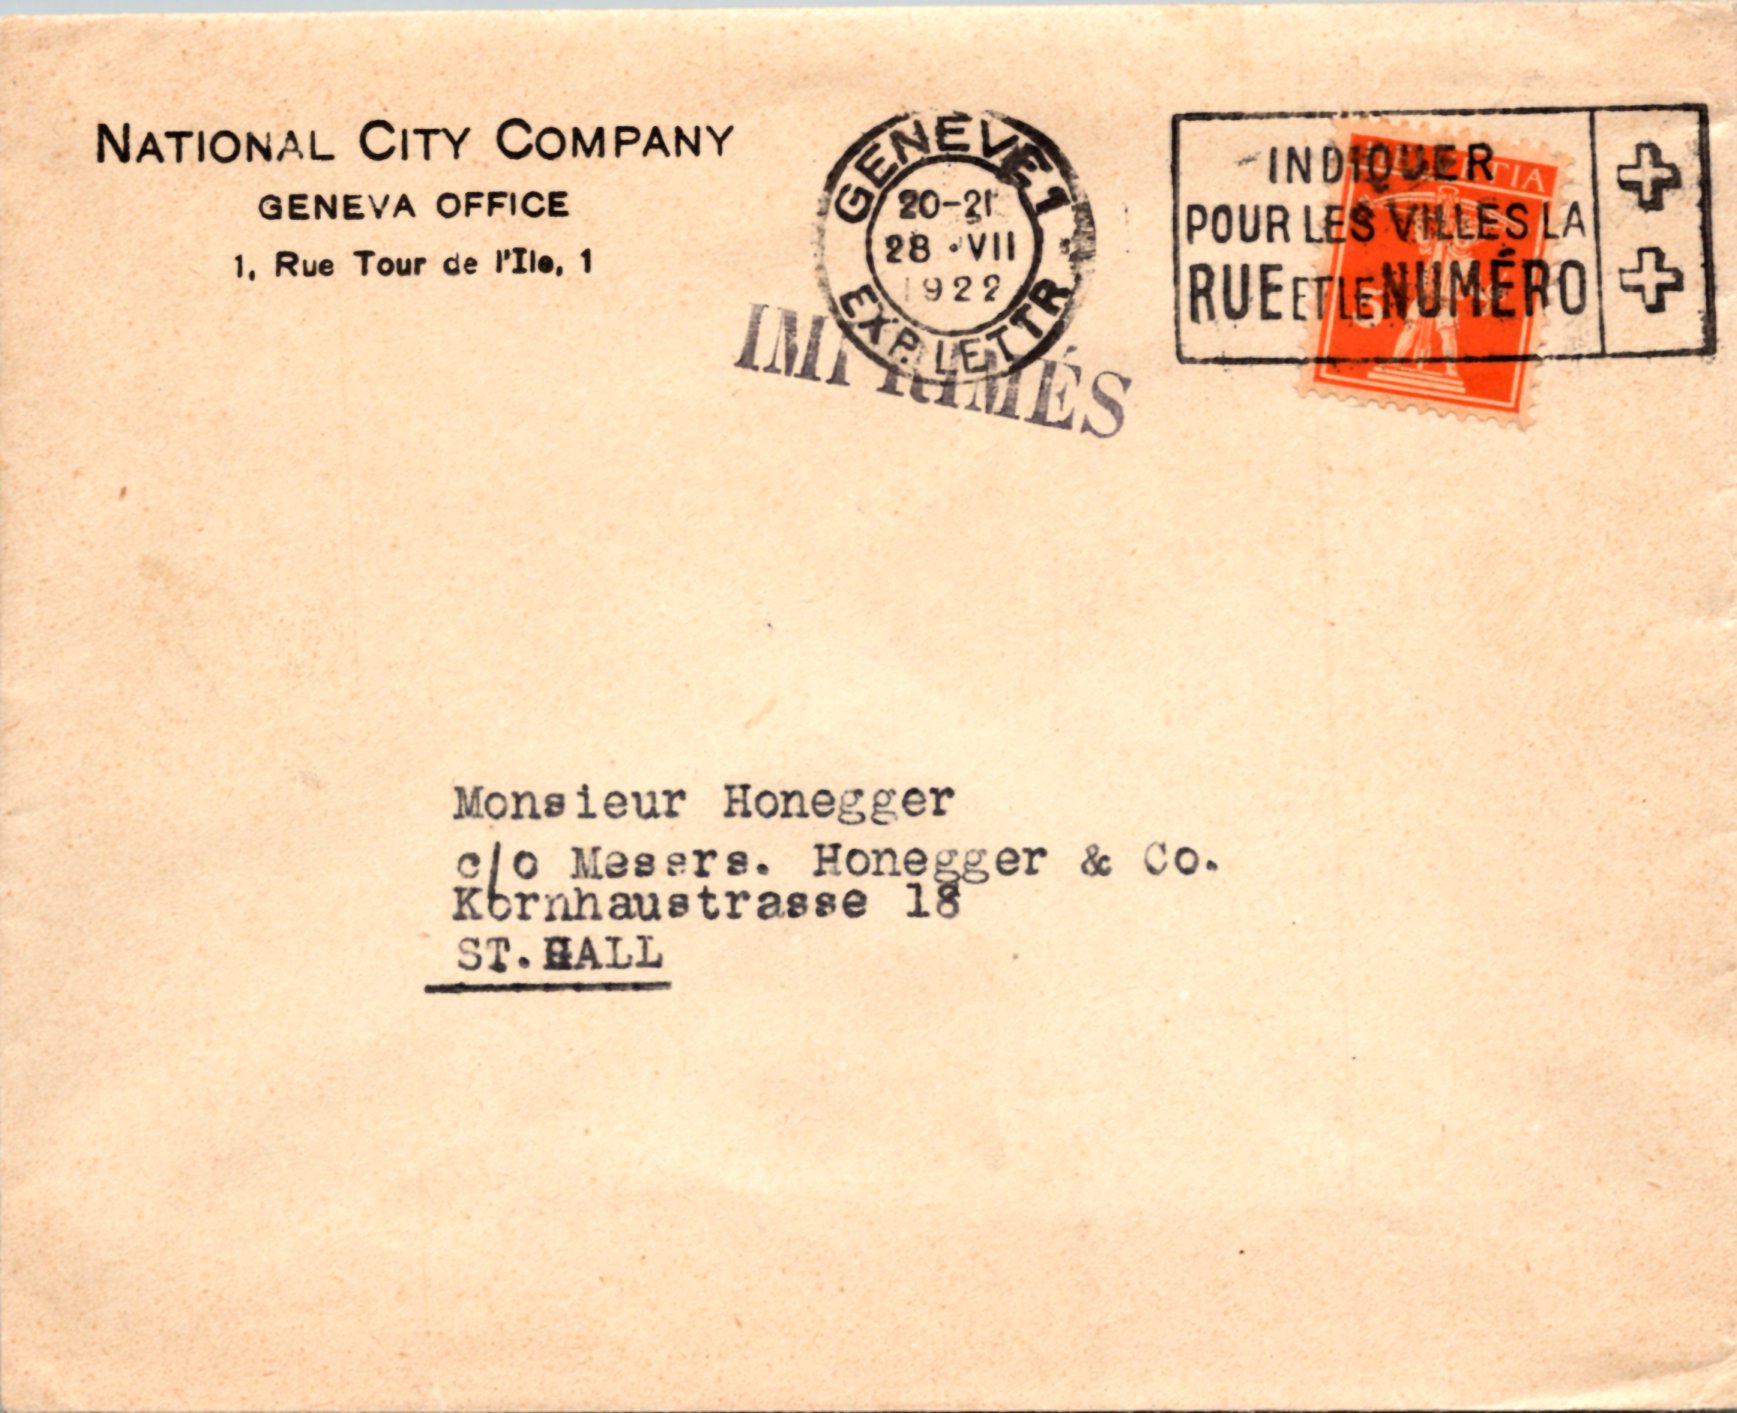 NATIONAL CITY COMPANY
GENEVA OFFICE
1, Rue Tour de l'Ile, 1
GENÈVE 1
20-21
28 • VII
1922
EXP. LETTR
IMPRIMÉS
INDIQUER
POUR LES VILLES LA
RUE ET LE NUMÉRO
Monsieur Honegger
c/o Messrs. Honegger & Co.
Kornhaustrasse 18
ST. GALL